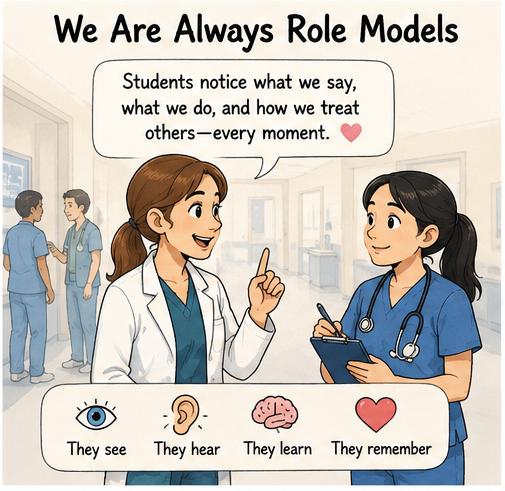 We Are Always Role Models
Students notice what we say,
what we do, and how we treat
others—every moment.
They see
They hear
They learn
They remember